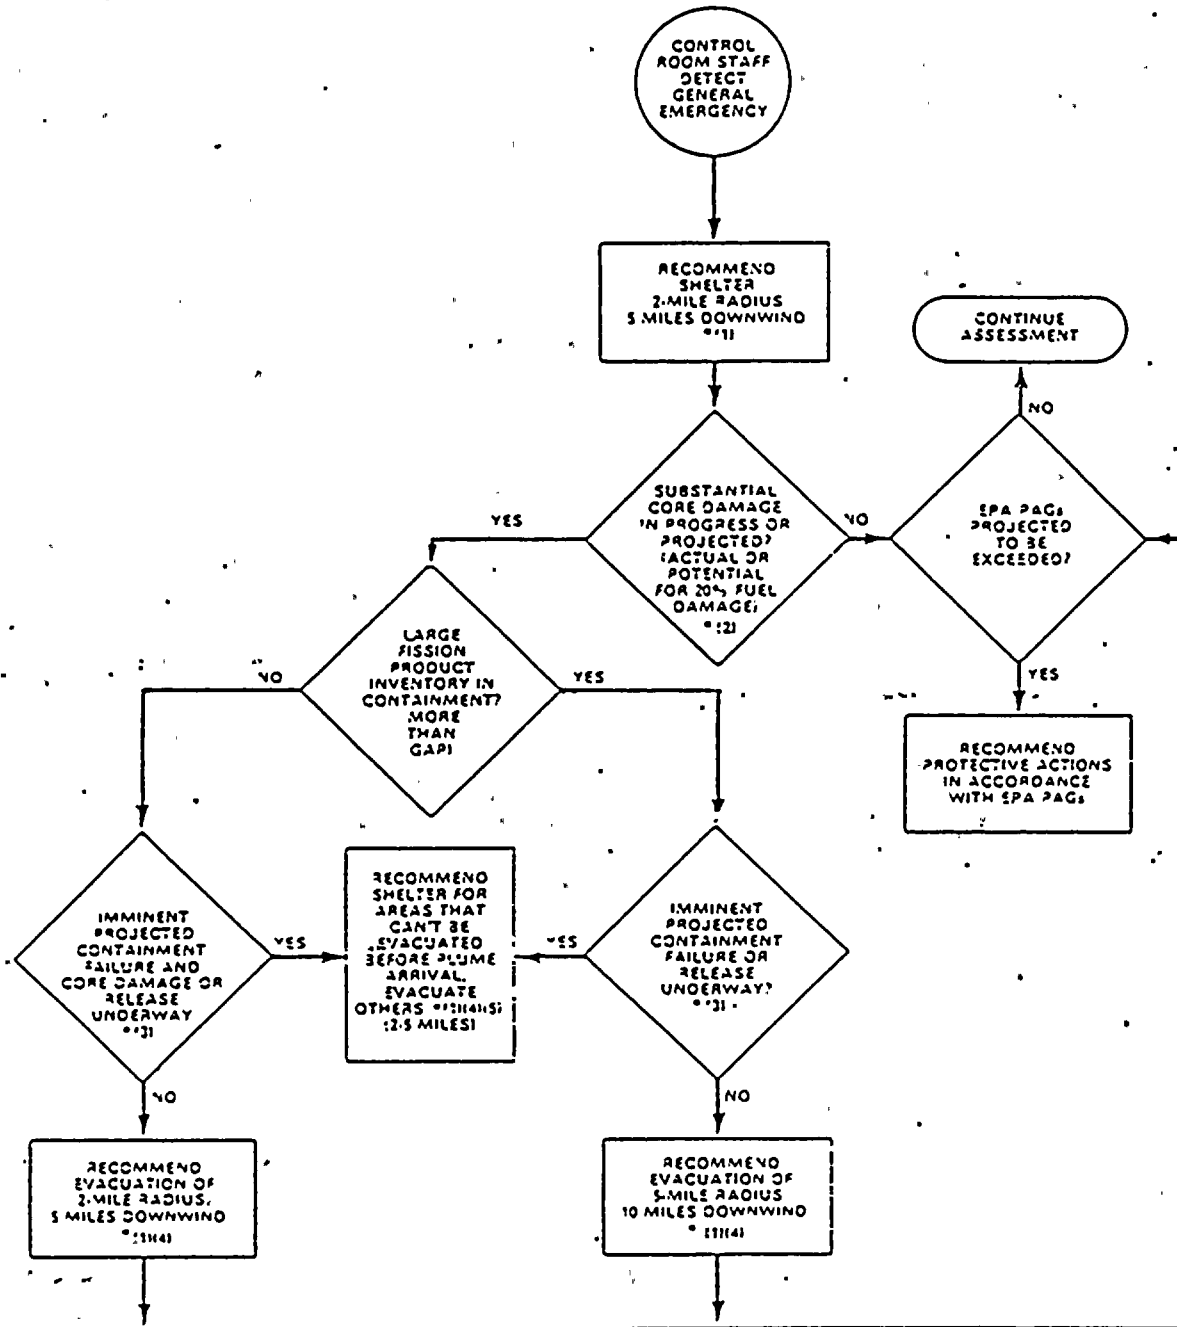 CONTROL
ROOM STAFF
DETECT
GENERAL
EMERGENCY
RECOMMEND
SHELTER
2-MILE RADIUS
5 MILES DOWNWIND
*(1)
CONTINUE
ASSESSMENT
NO
SUBSTANTIAL
CORE DAMAGE
IN PROGRESS OR
PROJECTED?
(ACTUAL OR
POTENTIAL
FOR 20% FUEL
DAMAGE)
*(2)
YES
NO
EPA PAGs
PROJECTED
TO BE
EXCEEDED?
YES
RECOMMEND
PROTECTIVE ACTIONS
IN ACCORDANCE
WITH EPA PAGs
LARGE
FISSION
PRODUCT
INVENTORY IN
CONTAINMENT?
MORE
THAN
GAP)
NO
YES
IMMINENT
PROJECTED
CONTAINMENT
FAILURE AND
CORE DAMAGE OR
RELEASE
UNDERWAY
*(3)
YES
RECOMMEND
SHELTER FOR
AREAS THAT
CAN'T BE
EVACUATED
BEFORE PLUME
ARRIVAL.
EVACUATE
OTHERS
(2-5 MILES)
YES
IMMINENT
PROJECTED
CONTAINMENT
FAILURE OR
RELEASE
UNDERWAY?
*(3)
NO
NO
RECOMMEND
EVACUATION OF
2-MILE RADIUS,
5 MILES DOWNWIND
RECOMMEND
EVACUATION OF
5-MILE RADIUS
10 MILES DOWNWIND